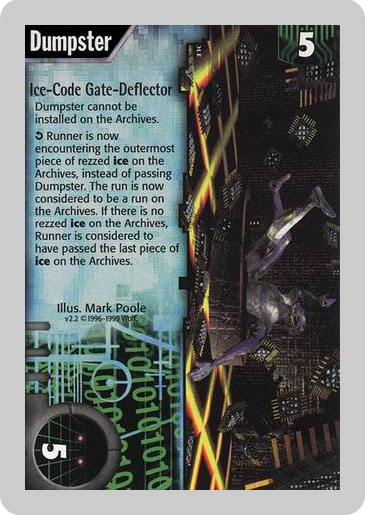 Dumpster
5
Ice-Code Gate-Deflector
Dumpster cannot be
installed on the Archives.
Runner is now
encountering the outermost
piece of rezzed ice on the
Archives, instead of passing
Dumpster. The run is now
considered to be a run on
the Archives. If there is no
rezzed ice on the Archives,
Runner is considered to
have passed the last piece of
ice on the Archives.
Illus. Mark Poole
v2.2 ©1996-1999 WotC
5